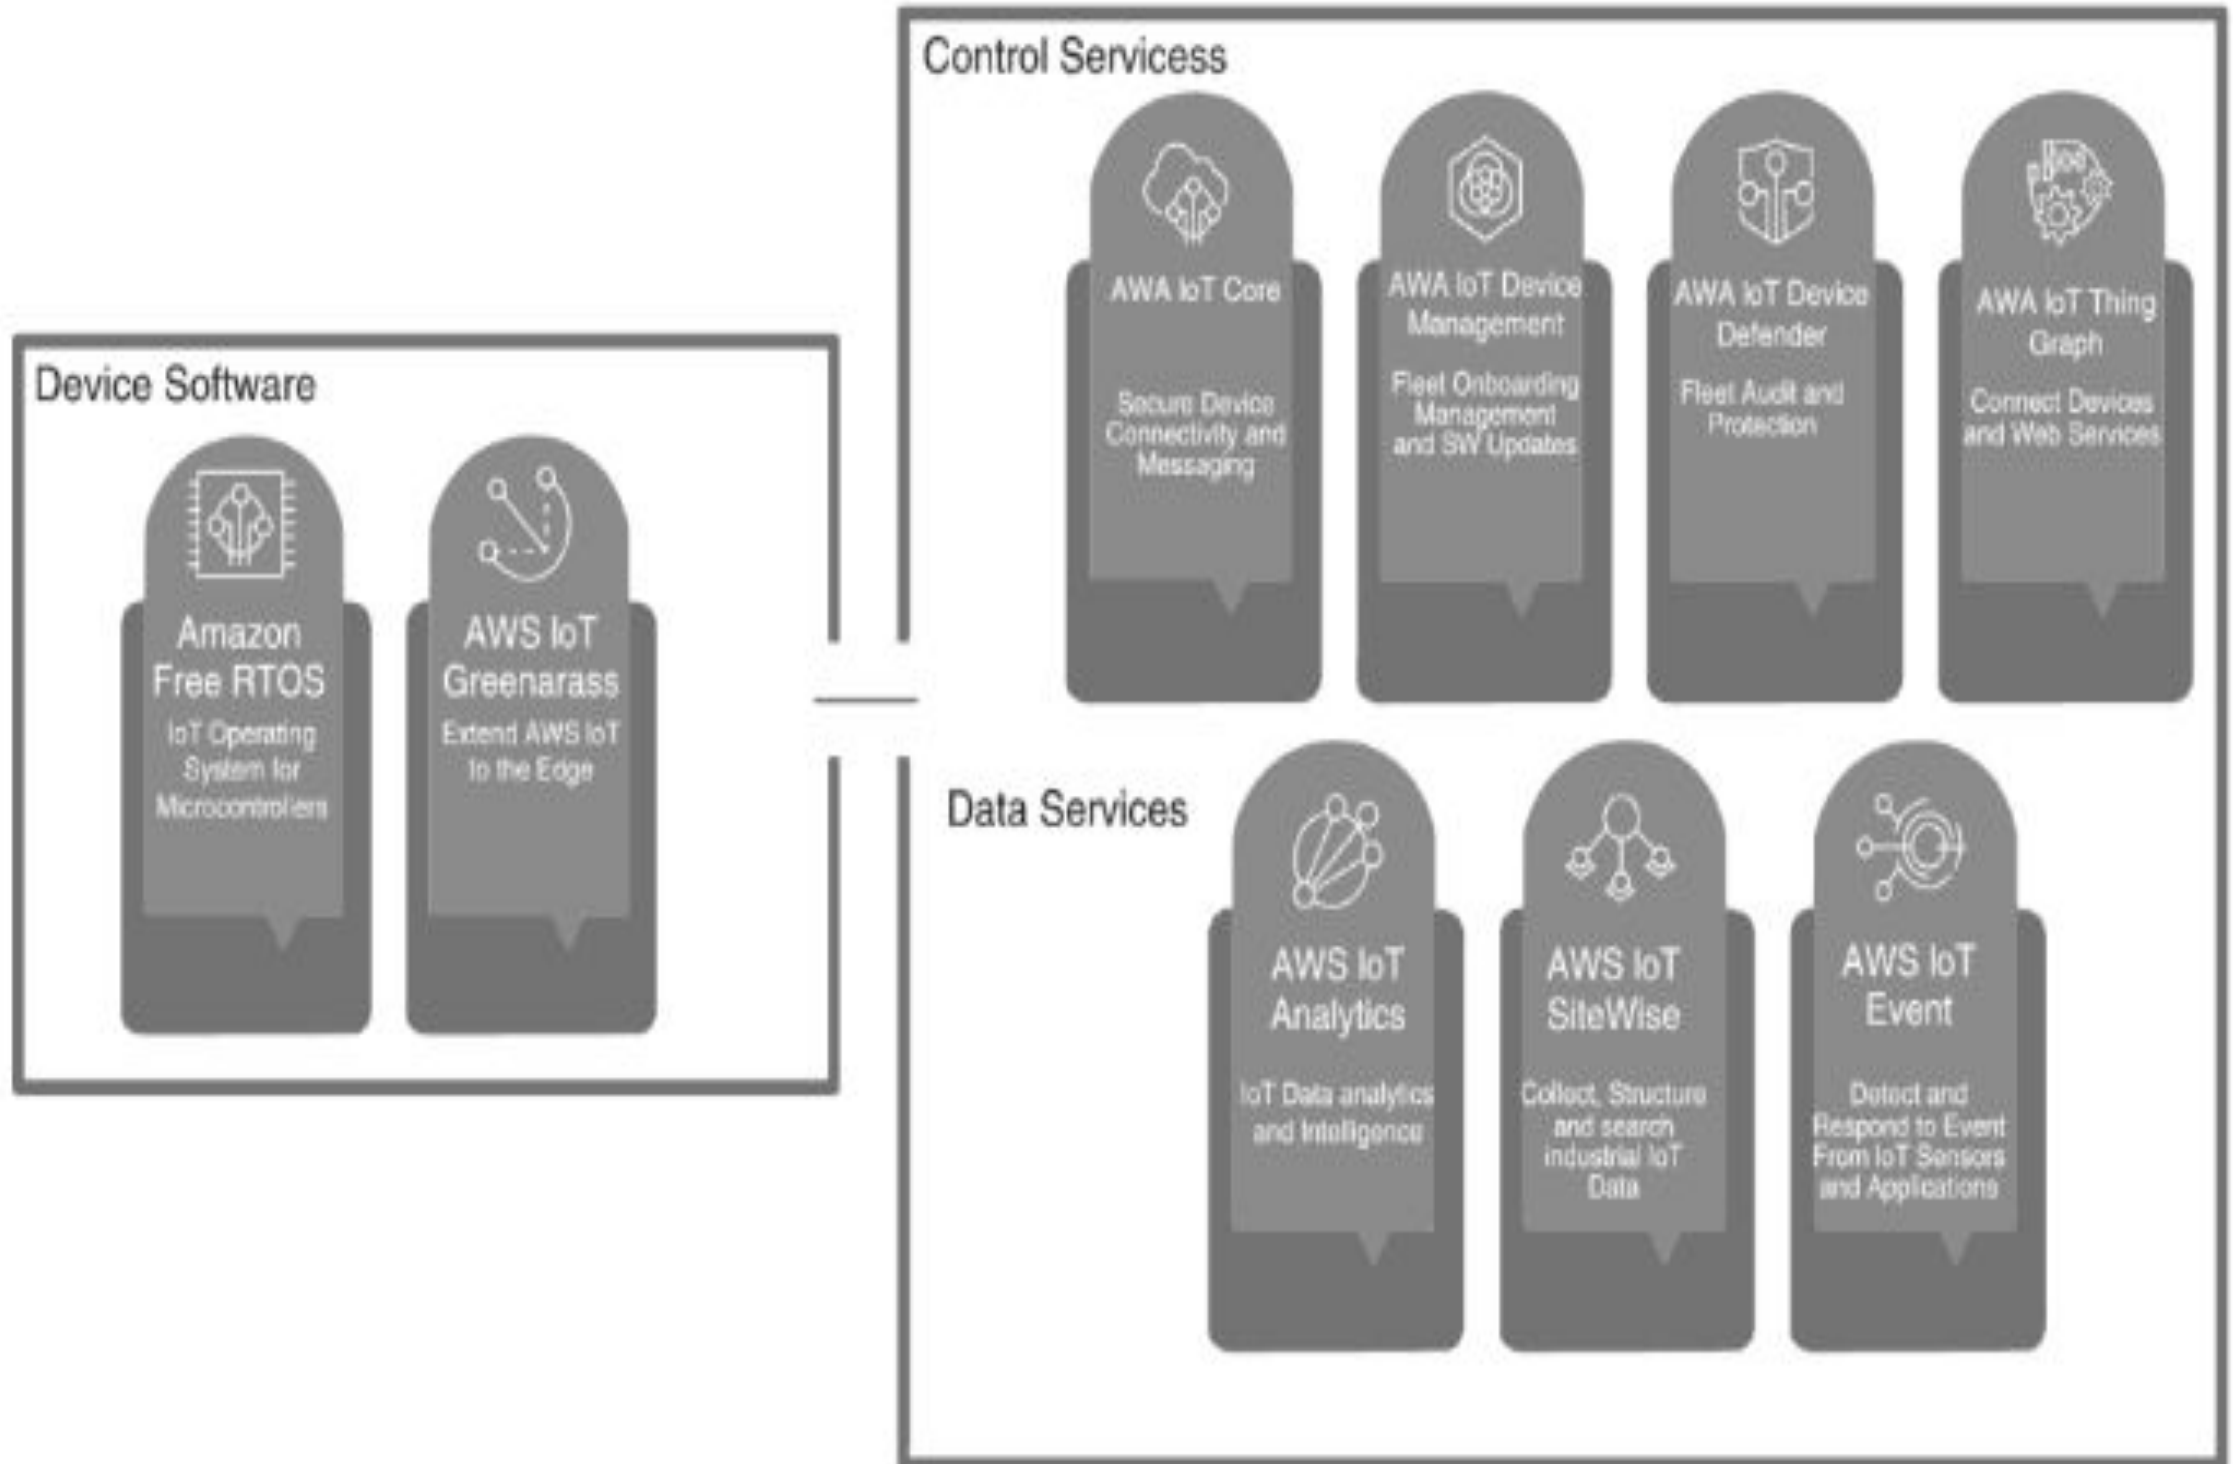 Control Servicess
AWA IoT Core
Secure Device
Connectivity and
Messaging
AWA IoT Device
Management
Fleet Onboarding
Management
and SW Updates
AWA IoT Device
Defender
Fleet Audit and
Protection
AWA IoT Thing
Graph
Connect Devices
and Web Services
Device Software
Amazon
Free RTOS
IoT Operating
System for
Microcontrollers
AWS IoT
Greenarass
Extend AWS IoT
to the Edge
Data Services
AWS IoT
Analytics
IoT Data analytics
and Intelligence
AWS IoT
SiteWise
Collect, Structure
and search
industrial IoT
Data
AWS IoT
Event
Detect and
Respond to Event
From IoT Sensors
and Applications